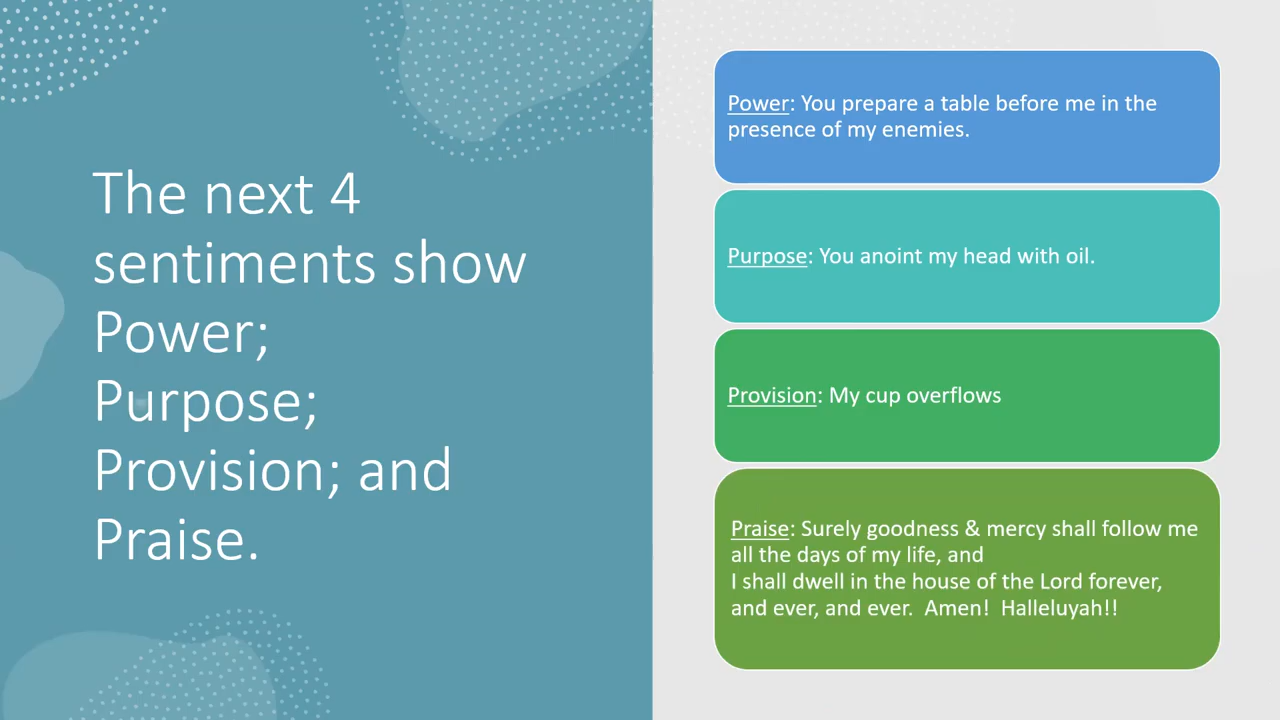 The next 4
sentiments show
Power;
Purpose;
Provision; and
Praise.
Power: You prepare a table before me in the
presence of my enemies.
Purpose: You anoint my head with oil.
Provision: My cup overflows
Praise: Surely goodness & mercy shall follow me
all the days of my life, and
I shall dwell in the house of the Lord forever,
and ever, and ever.  Amen!  Halleluyah!!